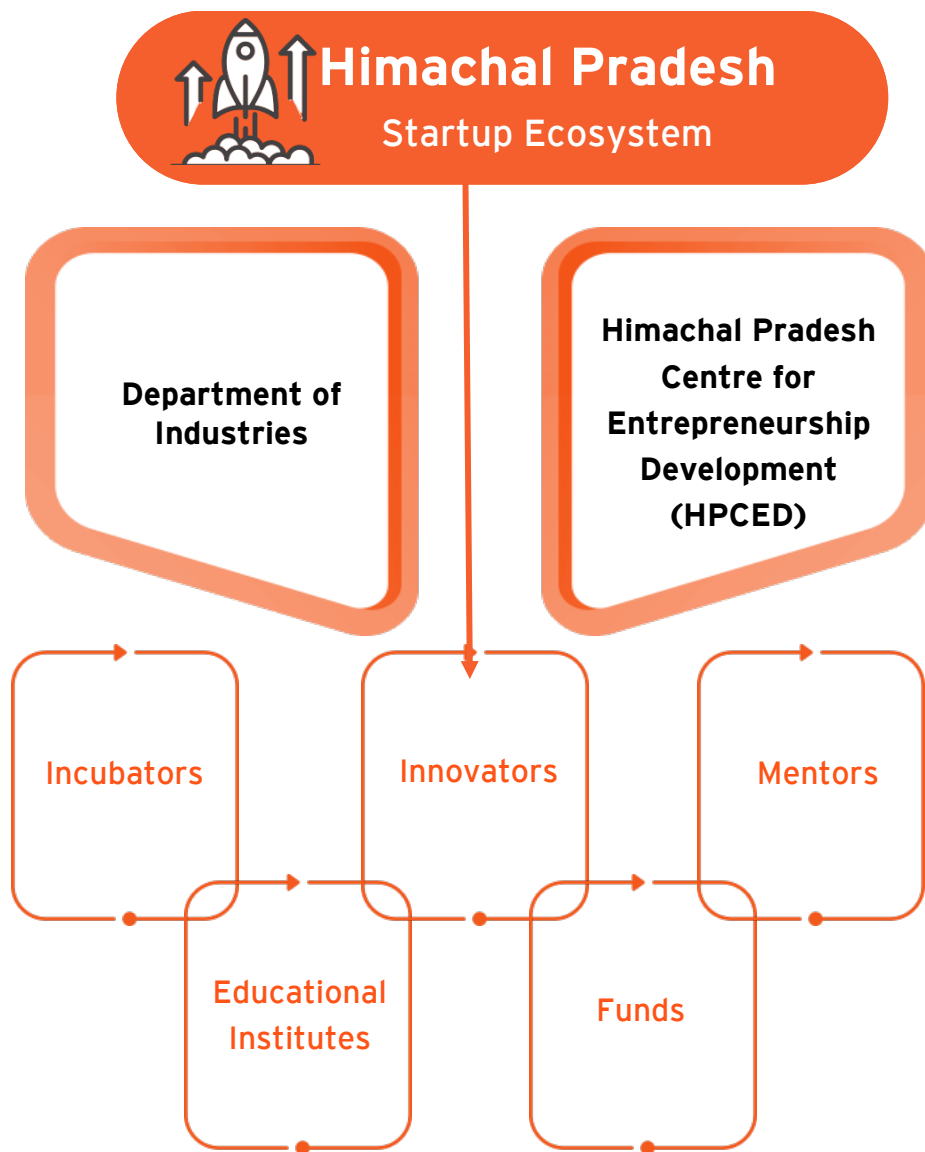 Himachal Pradesh
Startup Ecosystem
Department of
Industries
Himachal Pradesh
Centre for
Entrepreneurship
Development
(HPCED)
Incubators
Innovators
Mentors
Educational
Institutes
Funds